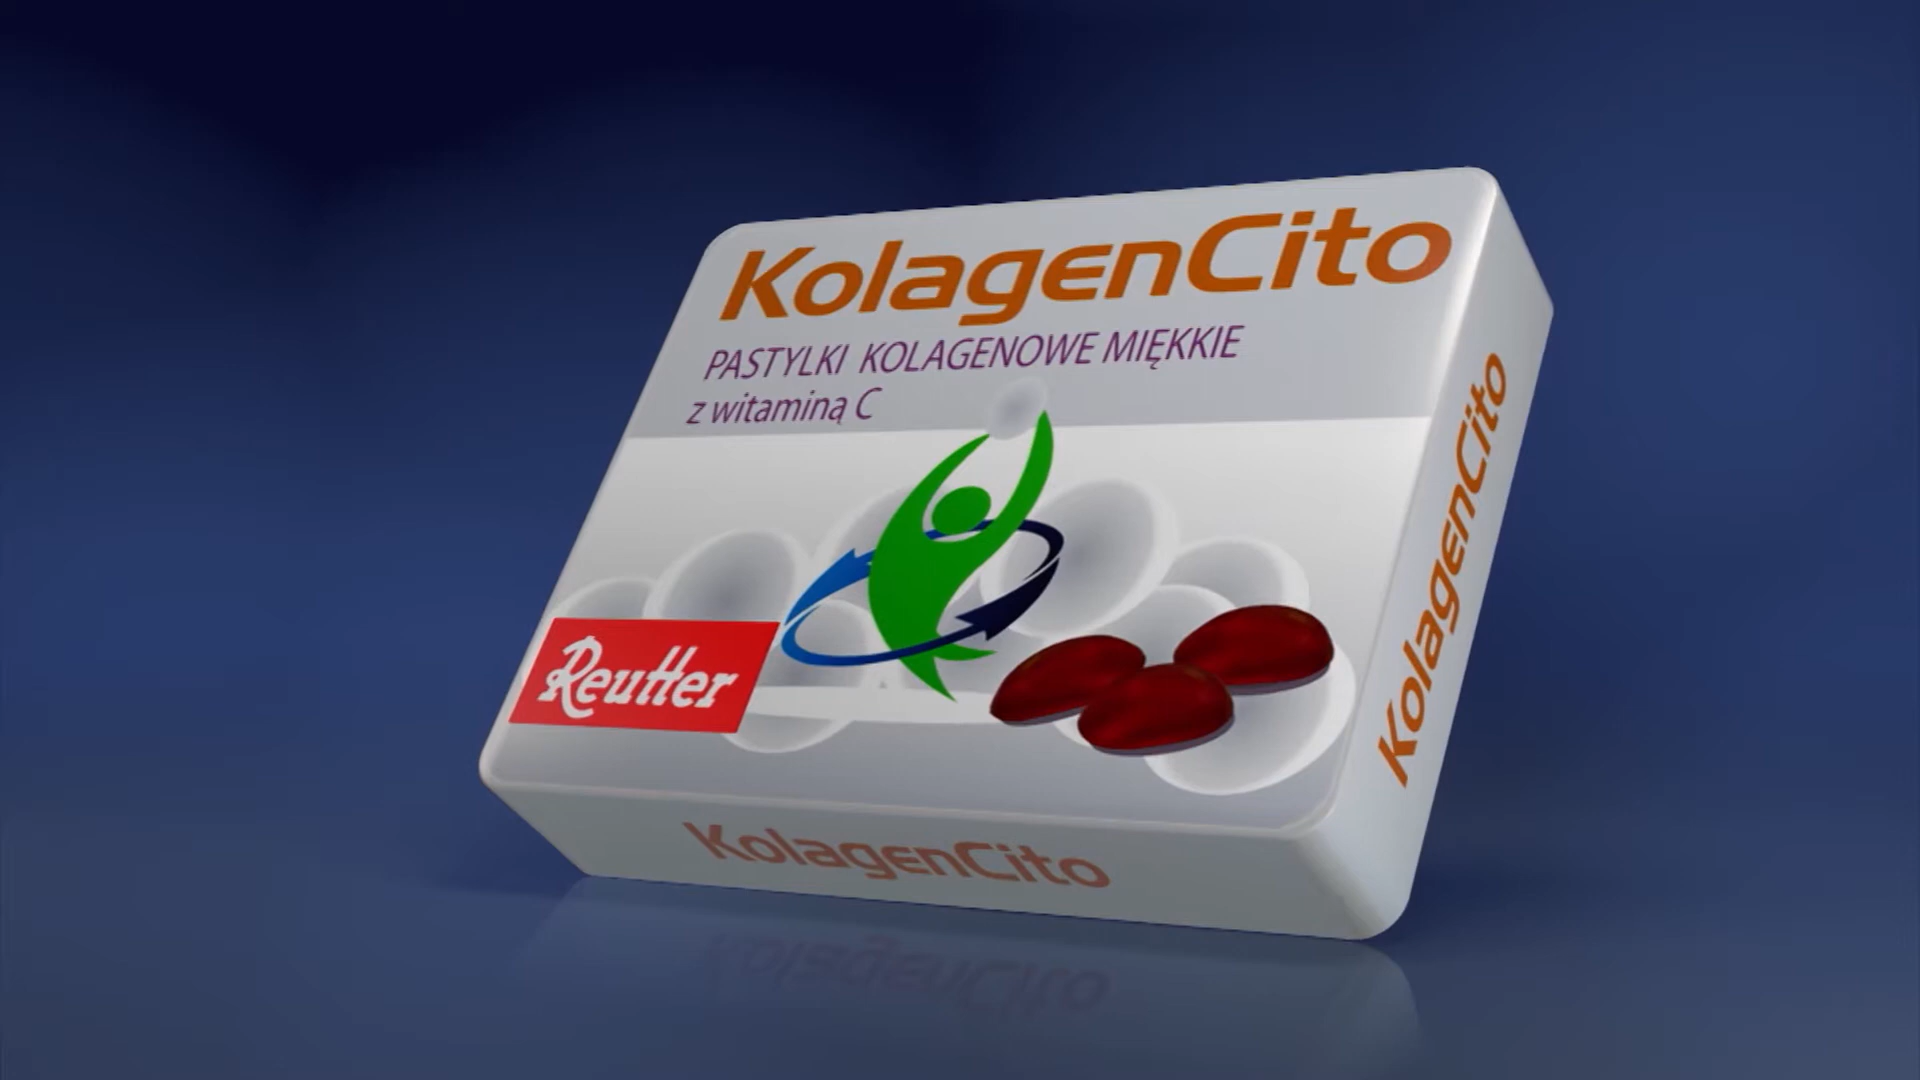 KolagenCito
PASTYLKI KOLAGENOWE MIĘKKIE
z witaminą C
Reutter
KolagenCito
KolagenCito